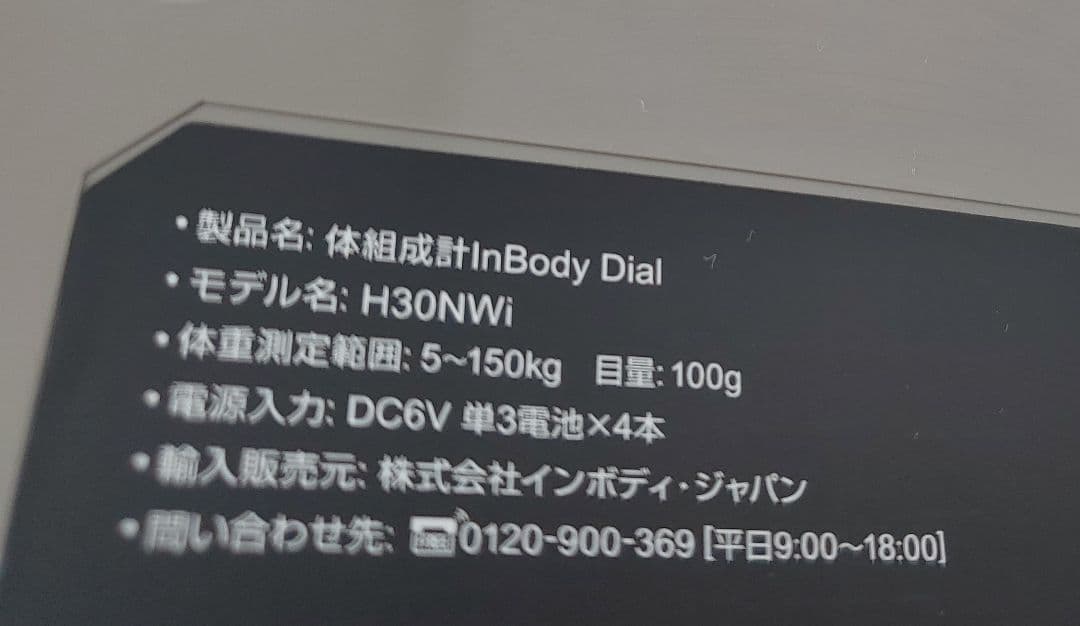 • 製品名: 体組成計InBody Dial
• モデル名: H30NWi
• 体重測定範囲: 5~150kg 目量: 100g
• 電源入力: DC6V 単3電池×4本
• 輸入販売元: 株式会社インボディ・ジャパン
• 問い合わせ先: 0120-900-369 [平日9:00～18:00]